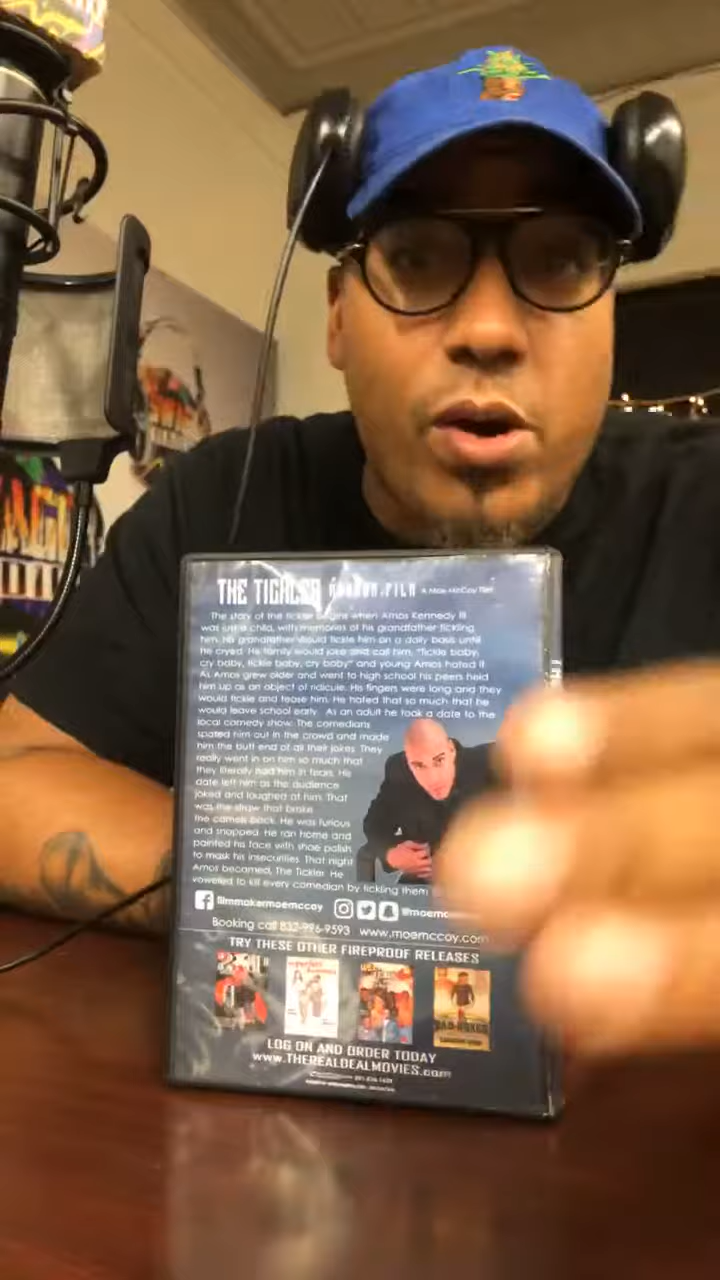 THE TICKLER HORROR FILM A Moe McCoy Film
The story of the tickler begins when Amos Kennedy III
was just a child, with memories of his grandfather tickling
him. His grandfather would tickle him on a daily basis until
he cryed. His family would joke and call him, "Tickle baby,
cry baby, tickle baby, cry baby" and young Amos hated it.
As Amos grew older and went to high school his peers held
him up as an object of ridicule. His fingers were long and they
would tickle and tease him. He hated that so much that he
would leave school early. As an adult he took a date to the
local comedy show. The comedians
spoted him out in the crowd and made
him the butt end of all their jokes. They
really went in on him so much that
they literally had him in tears. His
date left him as the audience
joked and laughed at him. That
was the straw that broke
the camels back. He was furious
and snapped. He ran home and
painted his face with shoe polish
to mask his insecurities. That night
Amos became, The Tickler. He
vowed to kill every comedian by tickling them
filmmakermoemccoy
Booking call 832-996-9593 www.moemccoy.com
TRY THESE OTHER FIREPROOF RELEASES
LOG ON AND ORDER TODAY
www.THEREALDEALMOVIES.com